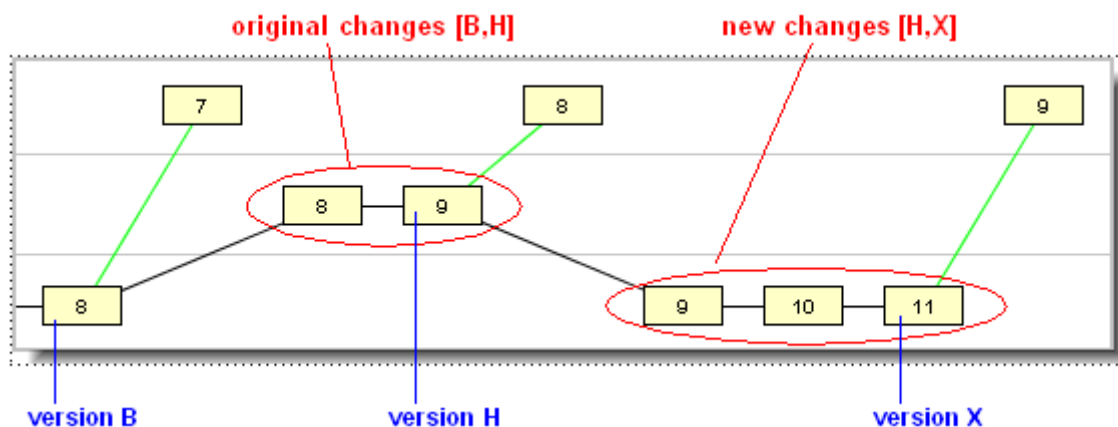 original changes [B,H] new changes [H,X]
7 8 9
8 9
8 9 10 11
version B version H version X